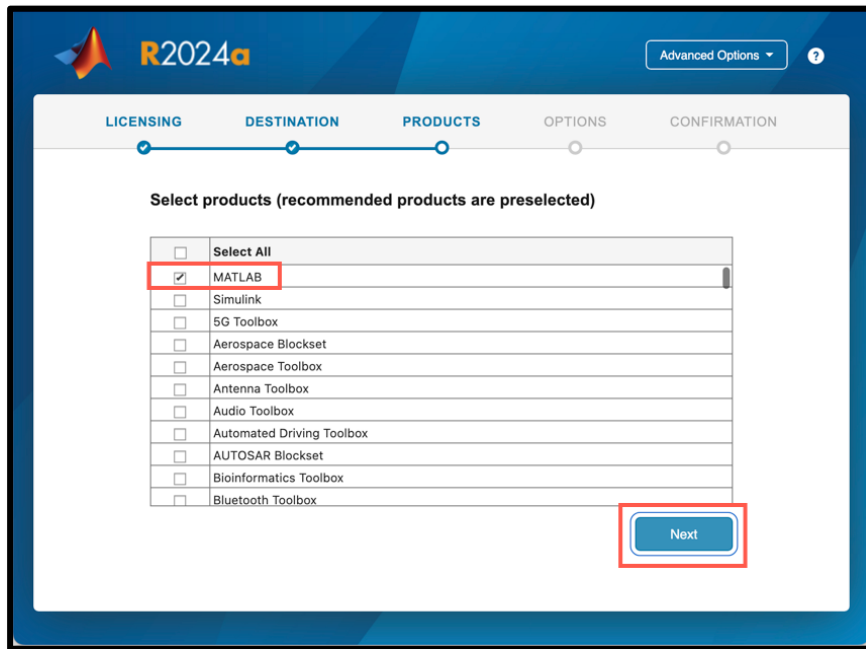 R2024a
Advanced Options
?
LICENSING DESTINATION PRODUCTS OPTIONS CONFIRMATION
Select products (recommended products are preselected)
Select All
MATLAB
Simulink
5G Toolbox
Aerospace Blockset
Aerospace Toolbox
Antenna Toolbox
Audio Toolbox
Automated Driving Toolbox
AUTOSAR Blockset
Bioinformatics Toolbox
Bluetooth Toolbox
Next